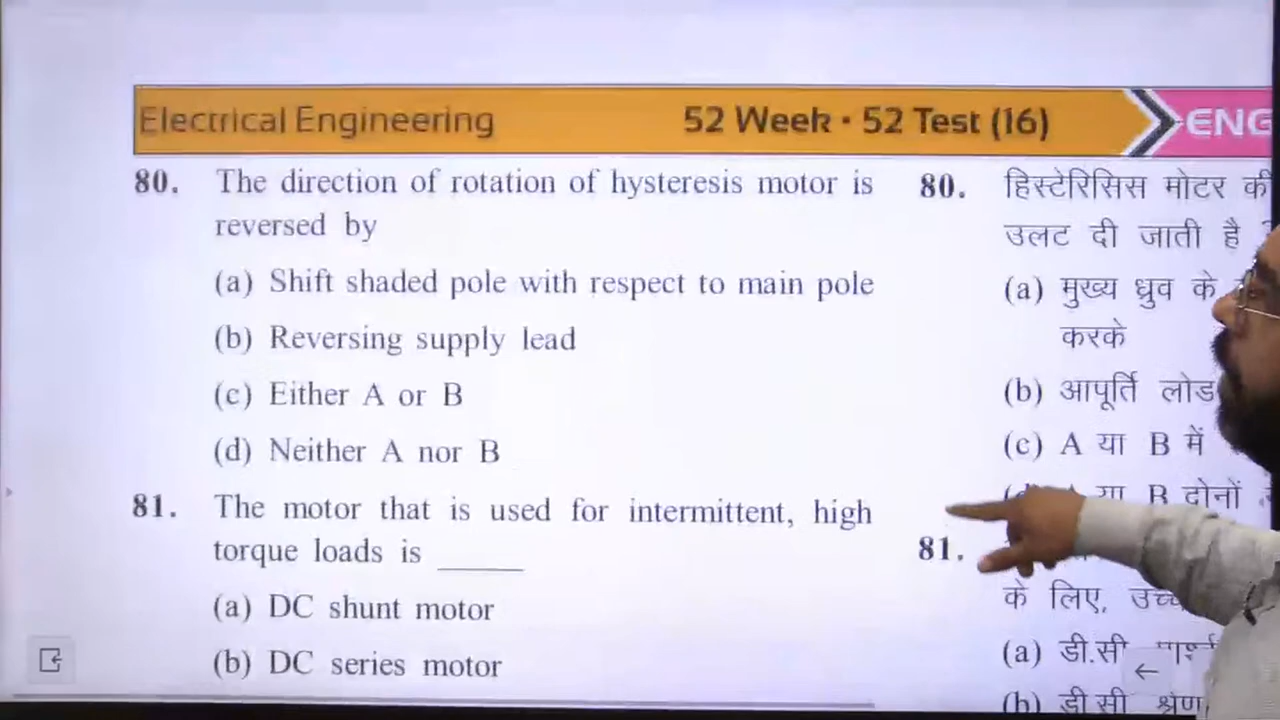 Electrical Engineering 52 Week • 52 Test (16) ENG
80. The direction of rotation of hysteresis motor is
reversed by
(a) Shift shaded pole with respect to main pole
(b) Reversing supply lead
(c) Either A or B
(d) Neither A nor B
81. The motor that is used for intermittent, high
torque loads is _____
(a) DC shunt motor
(b) DC series motor
80. हिस्टेरिसिस मोटर की
उलट दी जाती है
(a) मुख्य ध्रुव के
करके
(b) आपूर्ति लोड
(c) A या B में
(d) A या B दोनों
81.
के लिए, उच्च
(a) डी.सी
(b) डी.सी श्रेण